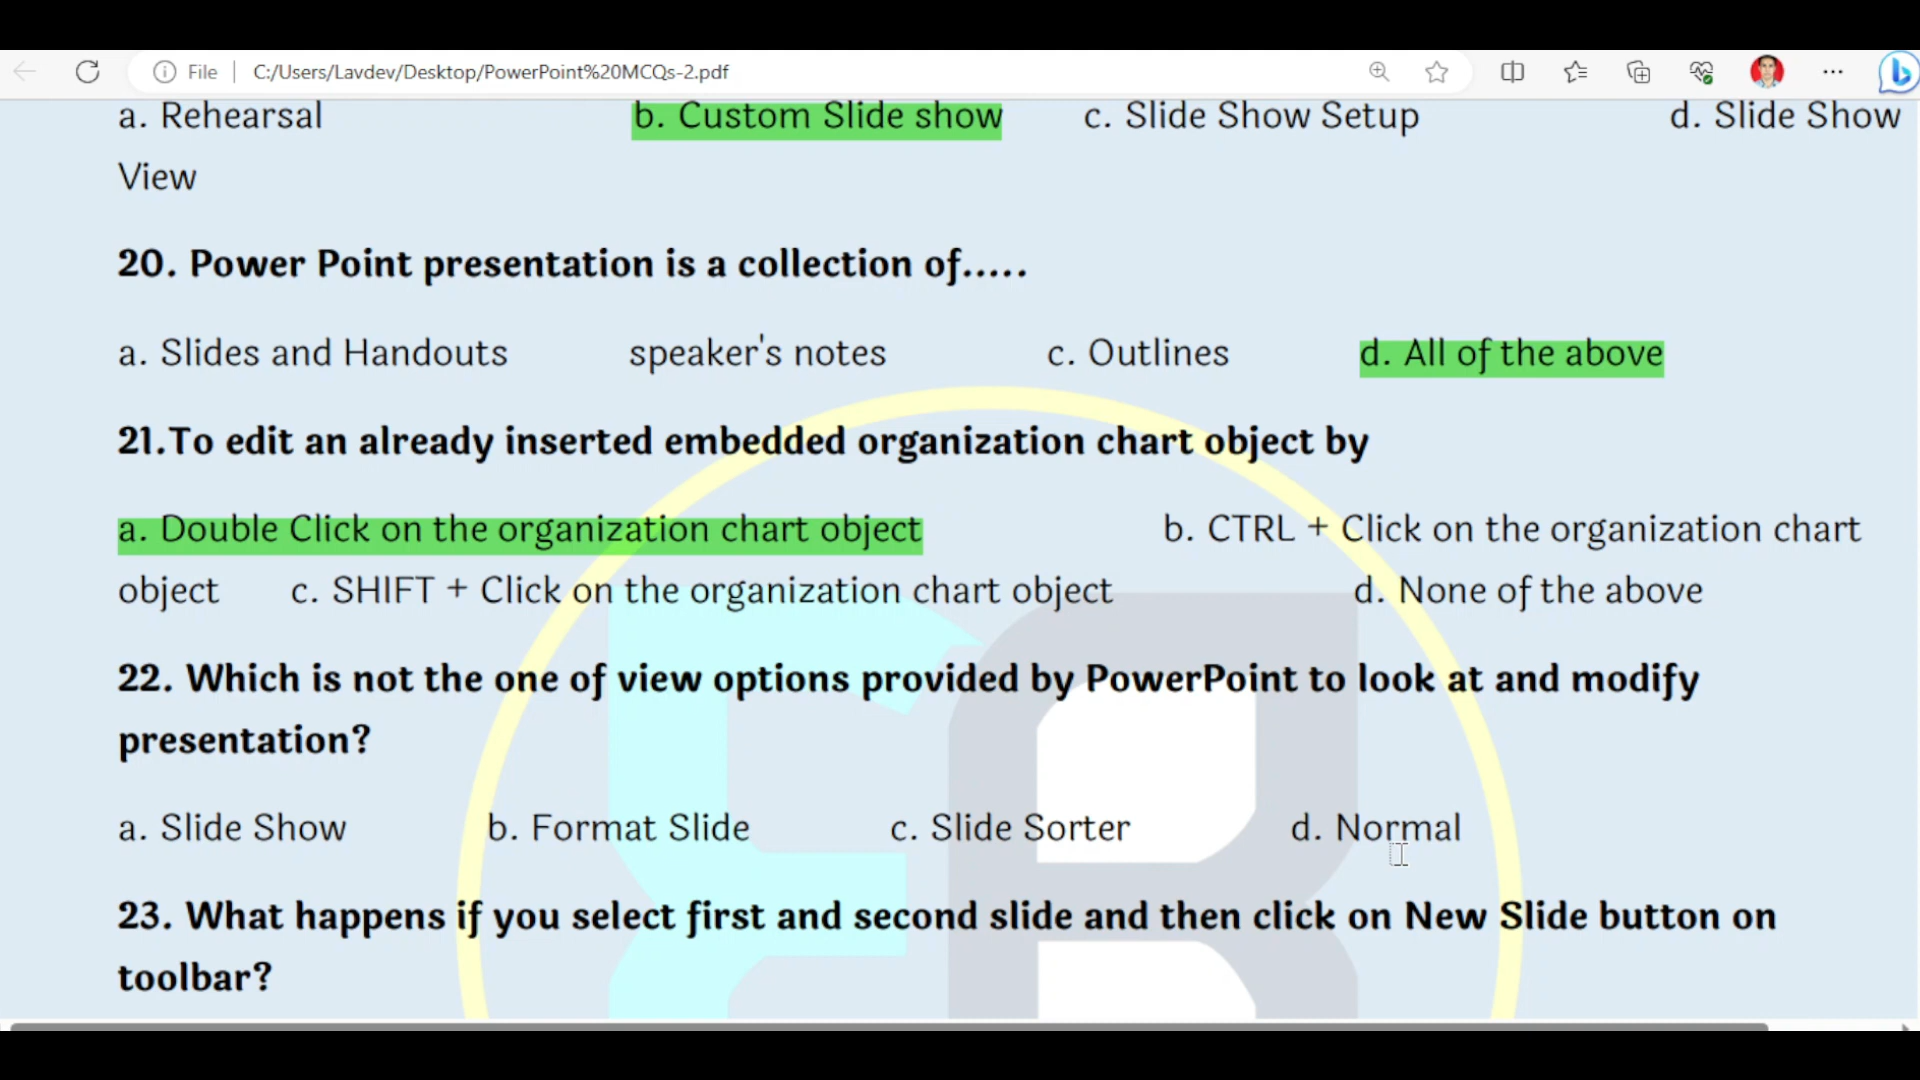 File C:/Users/Lavdev/Desktop/PowerPoint%20MCQs-2.pdf
a. Rehearsal b. Custom Slide show c. Slide Show Setup d. Slide Show
View
20. Power Point presentation is a collection of.....
a. Slides and Handouts speaker's notes c. Outlines d. All of the above
21.To edit an already inserted embedded organization chart object by
a. Double Click on the organization chart object b. CTRL + Click on the organization chart
object c. SHIFT + Click on the organization chart object d. None of the above
22. Which is not the one of view options provided by PowerPoint to look at and modify
presentation?
a. Slide Show b. Format Slide c. Slide Sorter d. Normal
23. What happens if you select first and second slide and then click on New Slide button on
toolbar?